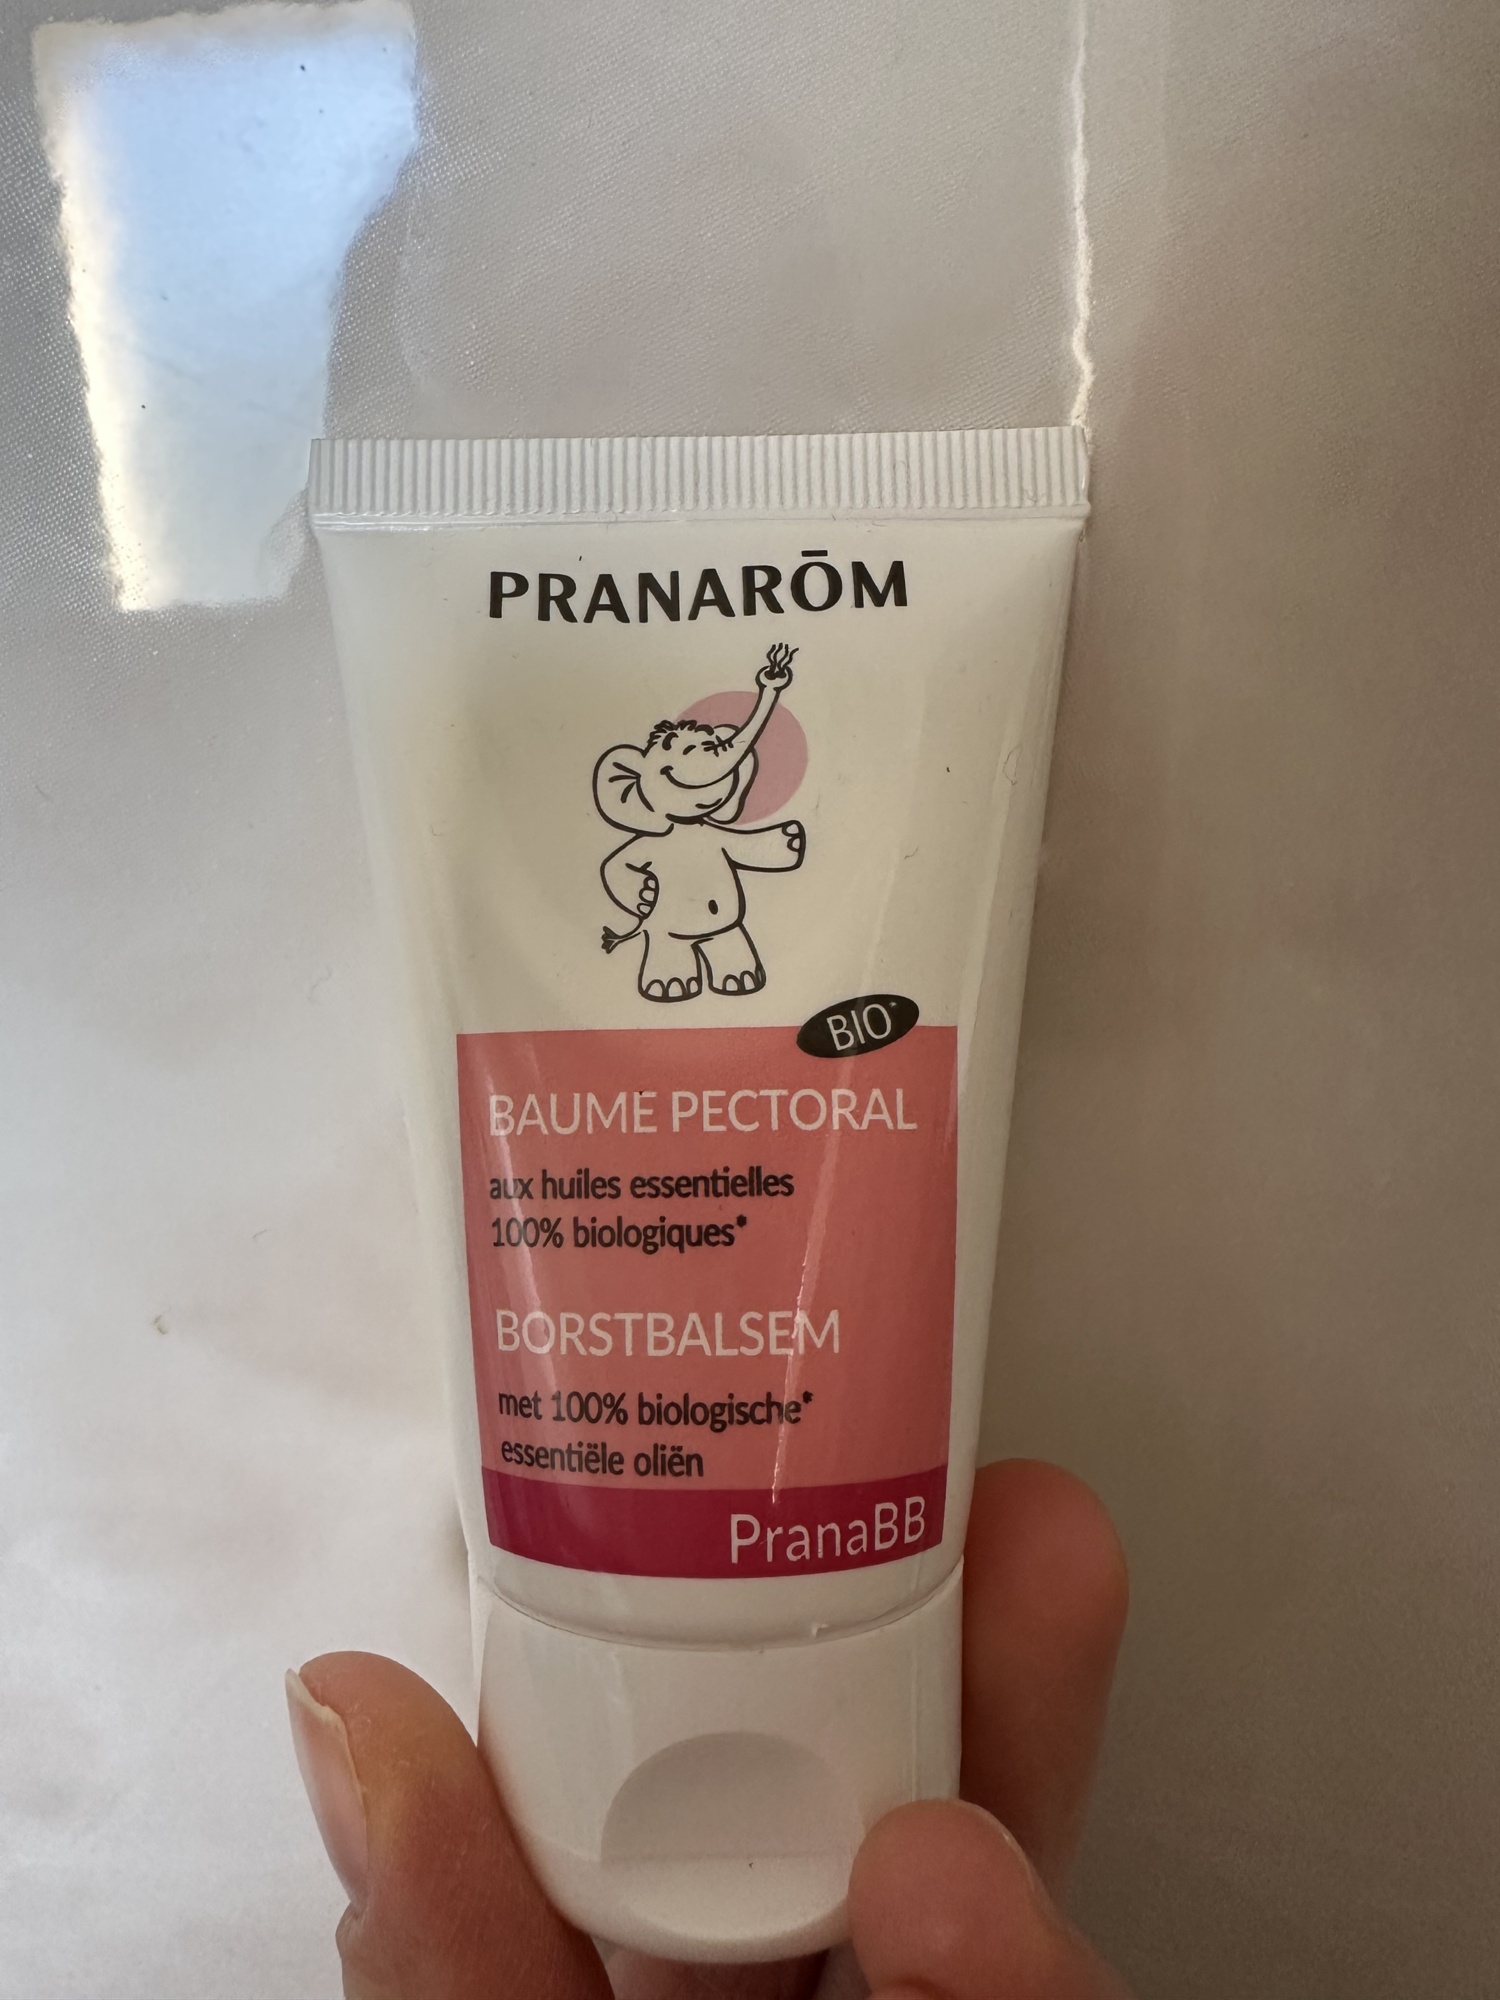 PRANARŌM
BIO*
BAUME PECTORAL
aux huiles essentielles
100% biologiques*
BORSTBALSEM
met 100% biologische*
essentiële oliën
PranaBB